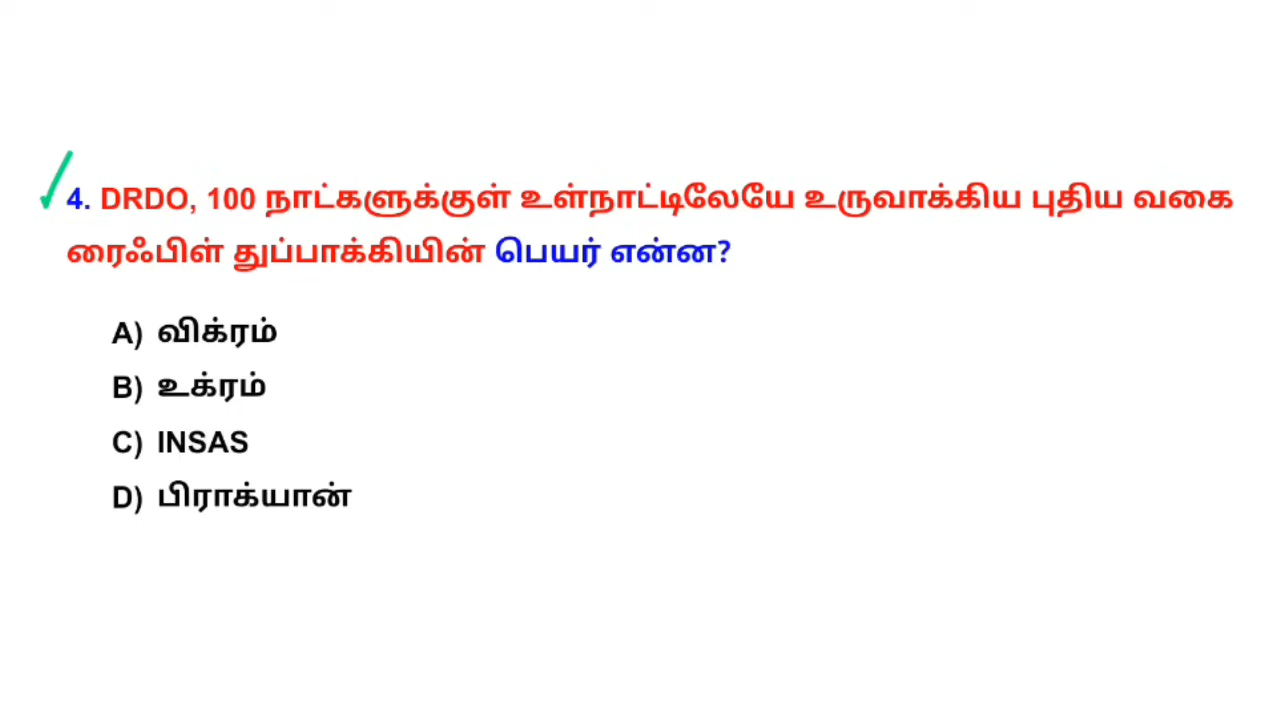 4. DRDO, 100 நாட்களுக்குள் உள்நாட்டிலேயே உருவாக்கிய புதிய வகை
ரைஃபிள் துப்பாக்கியின் பெயர் என்ன?
A) விக்ரம்
B) உக்ரம்
C) INSAS
D) பிராக்யான்